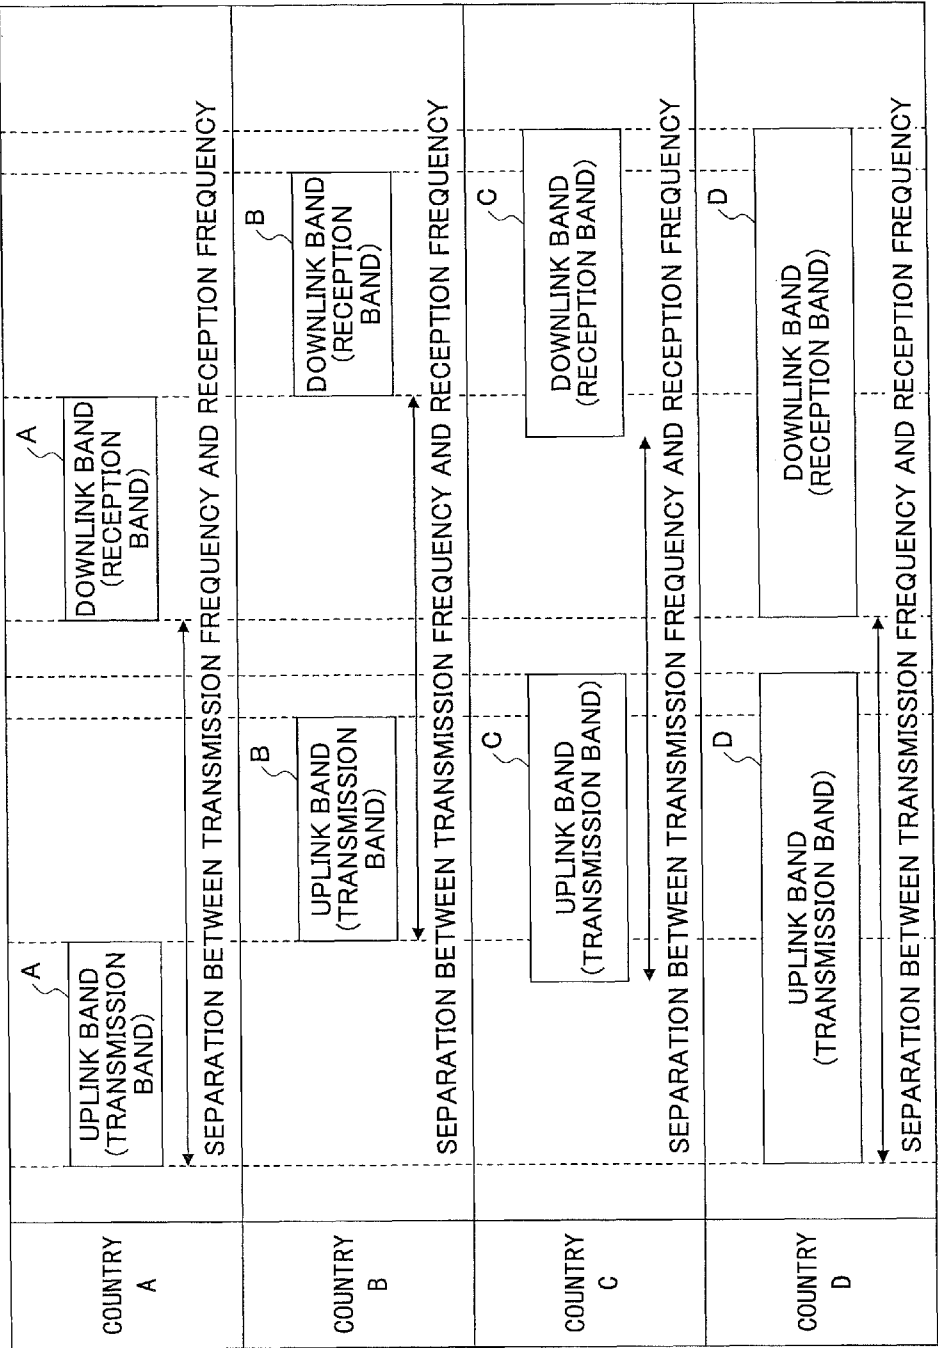 COUNTRY
A
A
UPLINK BAND
(TRANSMISSION
BAND)
A
DOWNLINK BAND
(RECEPTION
BAND)
SEPARATION BETWEEN TRANSMISSION FREQUENCY AND RECEPTION FREQUENCY
COUNTRY
B
B
UPLINK BAND
(TRANSMISSION
BAND)
B
DOWNLINK BAND
(RECEPTION
BAND)
SEPARATION BETWEEN TRANSMISSION FREQUENCY AND RECEPTION FREQUENCY
COUNTRY
C
C
UPLINK BAND
(TRANSMISSION BAND)
C
DOWNLINK BAND
(RECEPTION BAND)
SEPARATION BETWEEN TRANSMISSION FREQUENCY AND RECEPTION FREQUENCY
COUNTRY
D
D
UPLINK BAND
(TRANSMISSION BAND)
D
DOWNLINK BAND
(RECEPTION BAND)
SEPARATION BETWEEN TRANSMISSION FREQUENCY AND RECEPTION FREQUENCY